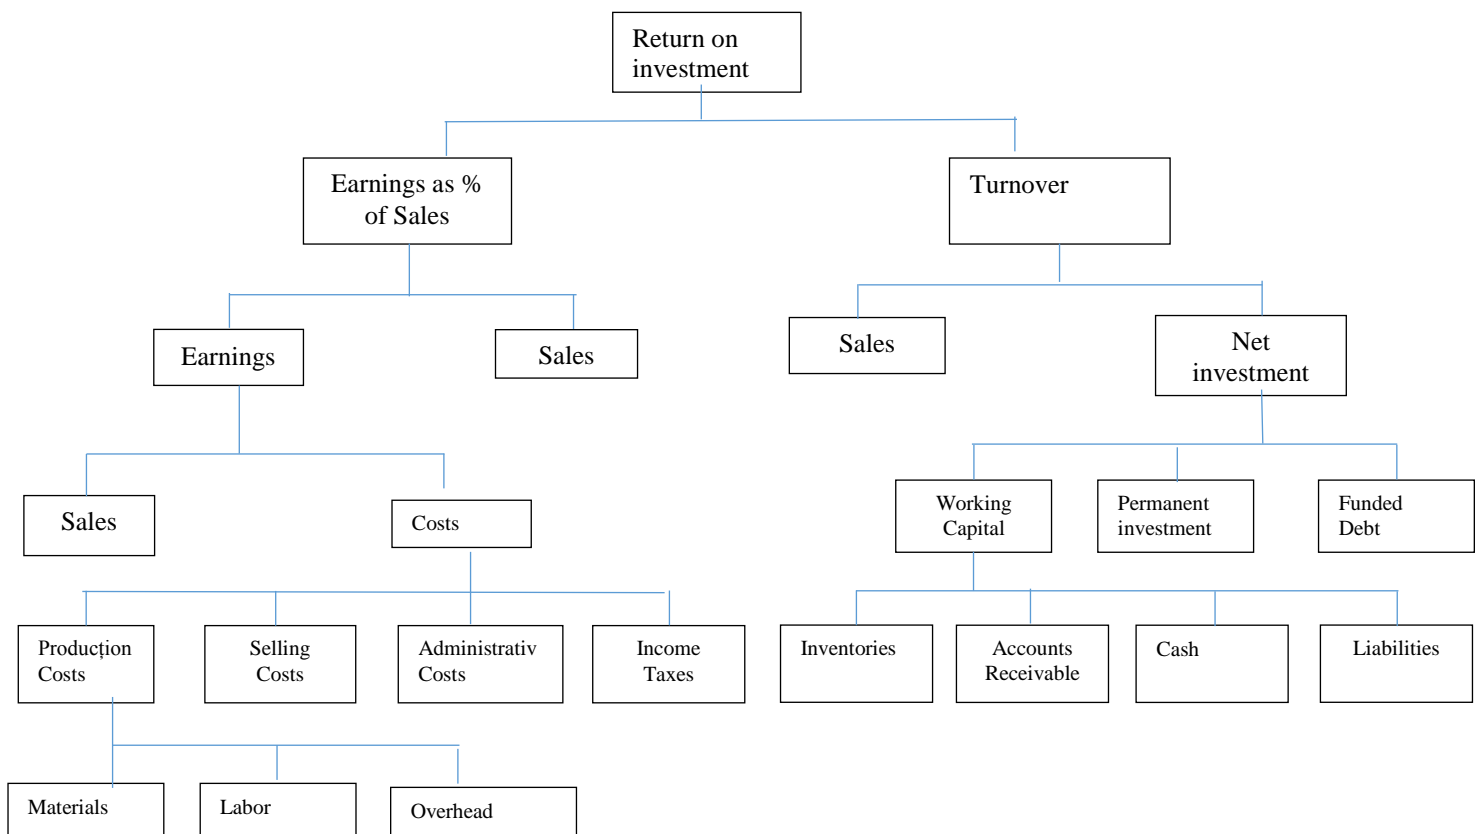 Return on
investment
Earnings as %
of Sales
Turnover
Earnings
Sales
Sales
Net
investment
Sales
Costs
Working
Capital
Permanent
investment
Funded
Debt
Production
Costs
Selling
Costs
Administrativ
Costs
Income
Taxes
Inventories
Accounts
Receivable
Cash
Liabilities
Materials
Labor
Overhead